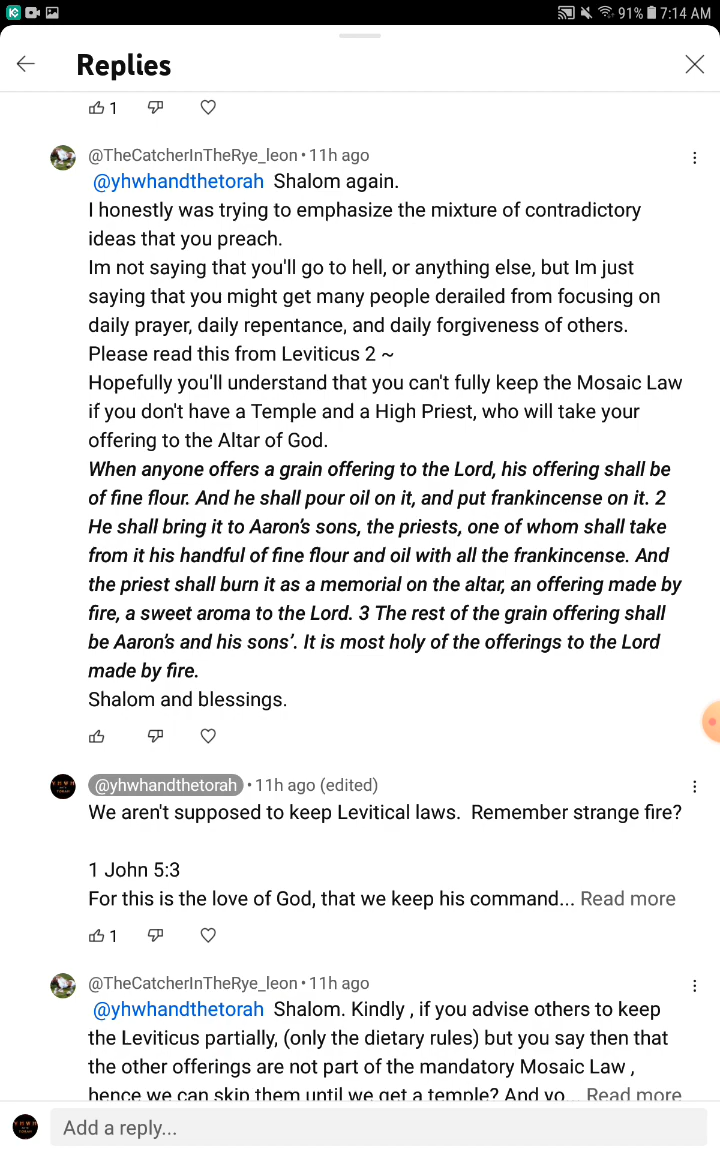 91% 7:14 AM
Replies
1
@TheCatcherInTheRye_leon • 11h ago
@yhwhandthetorah Shalom again.
I honestly was trying to emphasize the mixture of contradictory
ideas that you preach.
Im not saying that you'll go to hell, or anything else, but Im just
saying that you might get many people derailed from focusing on
daily prayer, daily repentance, and daily forgiveness of others.
Please read this from Leviticus 2 ~
Hopefully you'll understand that you can't fully keep the Mosaic Law
if you don't have a Temple and a High Priest, who will take your
offering to the Altar of God.
When anyone offers a grain offering to the Lord, his offering shall be
of fine flour. And he shall pour oil on it, and put frankincense on it. 2
He shall bring it to Aaron's sons, the priests, one of whom shall take
from it his handful of fine flour and oil with all the frankincense. And
the priest shall burn it as a memorial on the altar, an offering made by
fire, a sweet aroma to the Lord. 3 The rest of the grain offering shall
be Aaron's and his sons'. It is most holy of the offerings to the Lord
made by fire.
Shalom and blessings.
@yhwhandthetorah • 11h ago (edited)
We aren't supposed to keep Levitical laws.  Remember strange fire?
1 John 5:3
For this is the love of God, that we keep his command... Read more
1
@TheCatcherInTheRye_leon • 11h ago
@yhwhandthetorah Shalom. Kindly , if you advise others to keep
the Leviticus partially, (only the dietary rules) but you say then that
the other offerings are not part of the mandatory Mosaic Law ,
hence we can skip them until we get a temple? And yo... Read more
Add a reply...